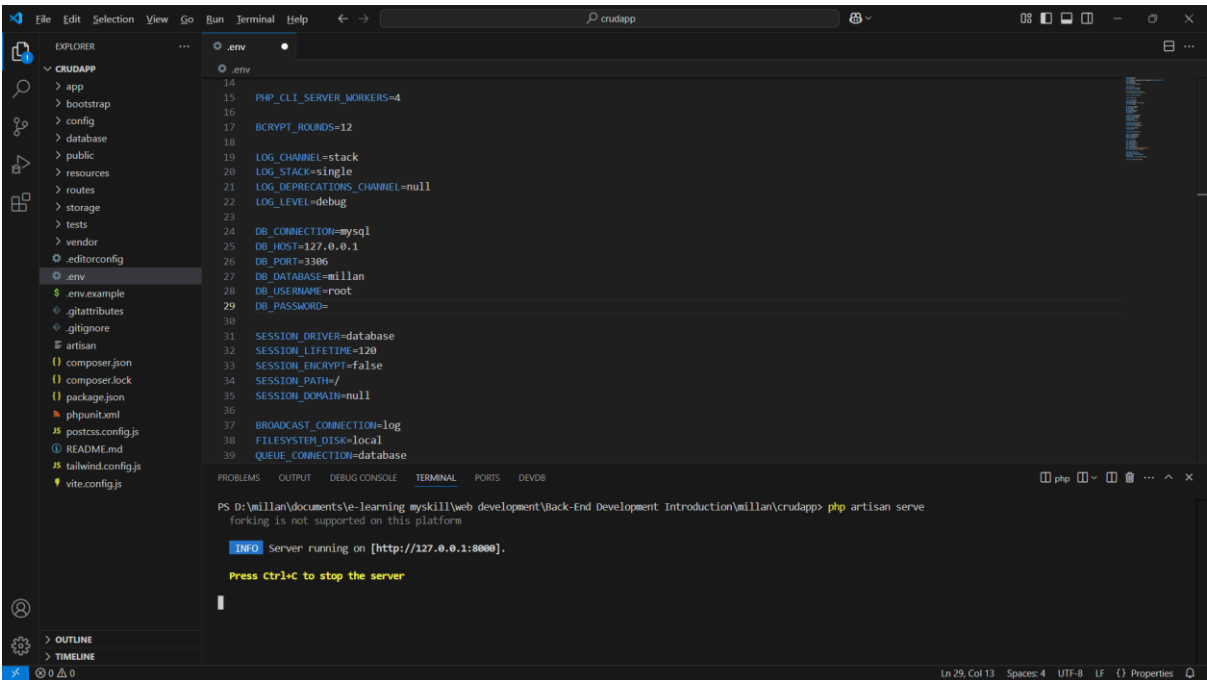 File Edit Selection View Go Run Terminal Help
crudapp
EXPLORER
CRUDAPP
app
bootstrap
config
database
public
resources
routes
storage
tests
vendor
.editorconfig
.env
.env.example
.gitattributes
.gitignore
artisan
composer.json
composer.lock
package.json
phpunit.xml
postcss.config.js
README.md
tailwind.config.js
vite.config.js
OUTLINE
TIMELINE
.env
.env
14
15 PHP_CLI_SERVER_WORKERS=4
16
17 BCRYPT_ROUNDS=12
18
19 LOG_CHANNEL=stack
20 LOG_STACK=single
21 LOG_DEPRECATIONS_CHANNEL=null
22 LOG_LEVEL=debug
23
24 DB_CONNECTION=mysql
25 DB_HOST=127.0.0.1
26 DB_PORT=3306
27 DB_DATABASE=millan
28 DB_USERNAME=root
29 DB_PASSWORD=
30
31 SESSION_DRIVER=database
32 SESSION_LIFETIME=120
33 SESSION_ENCRYPT=false
34 SESSION_PATH=/
35 SESSION_DOMAIN=null
36
37 BROADCAST_CONNECTION=log
38 FILESYSTEM_DISK=local
39 QUEUE_CONNECTION=database
PROBLEMS OUTPUT DEBUG CONSOLE TERMINAL PORTS DEVDB
php
PS D:\millan\documents\e-learning myskill\web development\Back-End Development Introduction\millan\crudapp> php artisan serve
forking is not supported on this platform
INFO Server running on [http://127.0.0.1:8000].
Press Ctrl+C to stop the server
0 0
Ln 29, Col 13 Spaces: 4 UTF-8 LF {} Properties